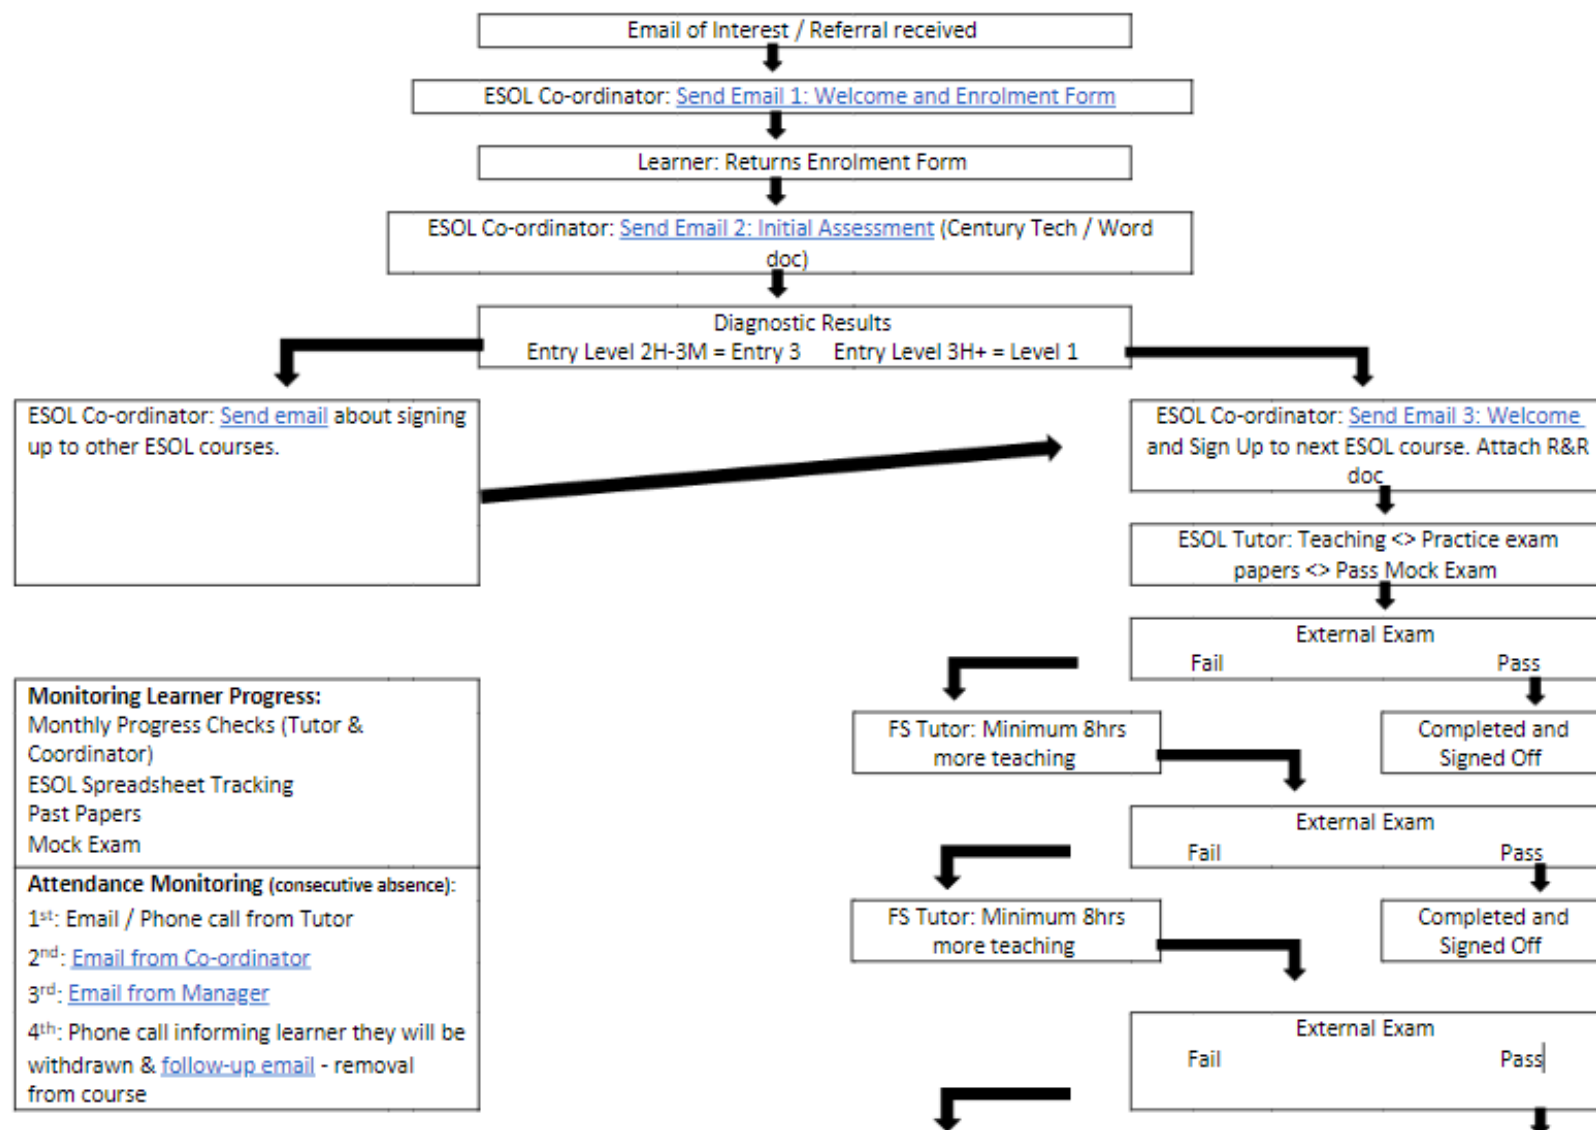 Email of Interest / Referral received
ESOL Co-ordinator: Send Email 1: Welcome and Enrolment Form
Learner: Returns Enrolment Form
ESOL Co-ordinator: Send Email 2: Initial Assessment (Century Tech / Word
doc)
Diagnostic Results
Entry Level 2H-3M = Entry 3 Entry Level 3H+ = Level 1
ESOL Co-ordinator: Send email about signing
up to other ESOL courses.
ESOL Co-ordinator: Send Email 3: Welcome
and Sign Up to next ESOL course. Attach R&R
doc
ESOL Tutor: Teaching <> Practice exam
papers <> Pass Mock Exam
External Exam
Fail Pass
FS Tutor: Minimum 8hrs
more teaching
Completed and
Signed Off
External Exam
Fail Pass
FS Tutor: Minimum 8hrs
more teaching
Completed and
Signed Off
External Exam
Fail Pass
Monitoring Learner Progress:
Monthly Progress Checks (Tutor &
Coordinator)
ESOL Spreadsheet Tracking
Past Papers
Mock Exam
Attendance Monitoring (consecutive absence):
1st: Email / Phone call from Tutor
2nd: Email from Co-ordinator
3rd: Email from Manager
4th: Phone call informing learner they will be
withdrawn & follow-up email - removal
from course